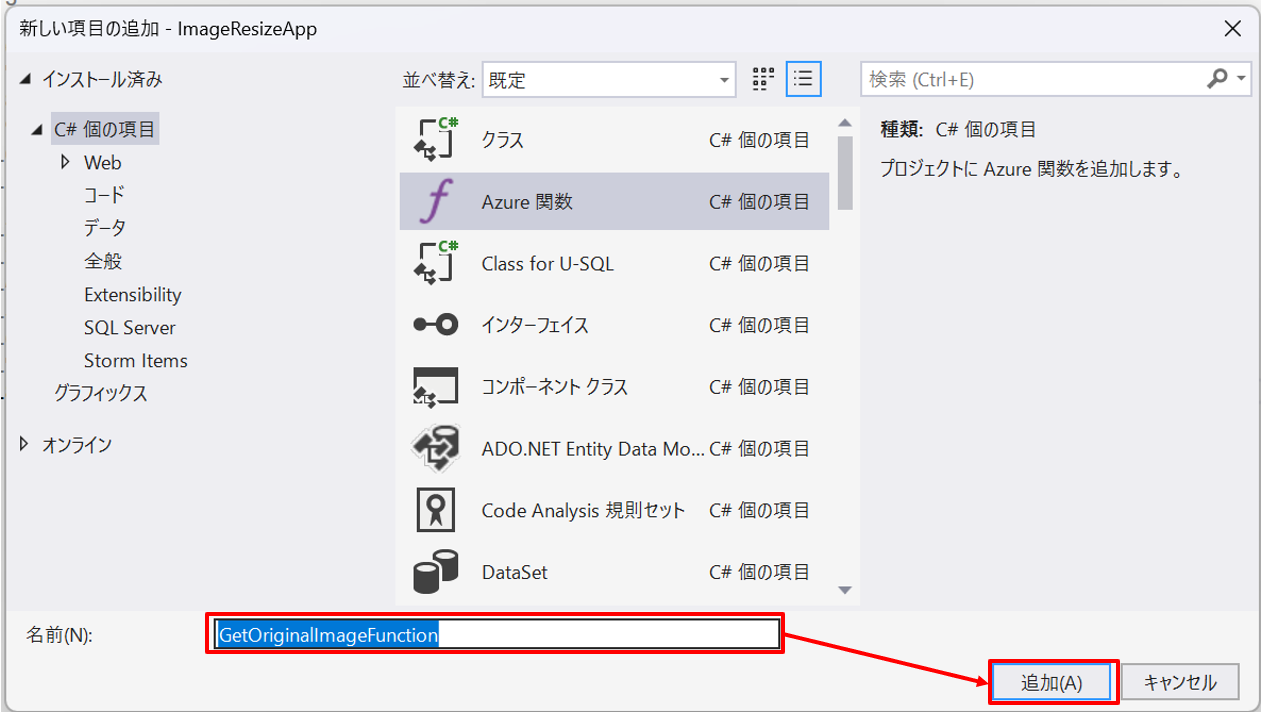 新しい項目の追加 - ImageResizeApp
インストール済み
C# 個の項目
Web
コード
データ
全般
Extensibility
SQL Server
Storm Items
グラフィックス
オンライン
並べ替え: 既定
クラス C# 個の項目
Azure 関数 C# 個の項目
Class for U-SQL C# 個の項目
インターフェイス C# 個の項目
コンポーネント クラス C# 個の項目
ADO.NET Entity Data Mo... C# 個の項目
Code Analysis 規則セット C# 個の項目
DataSet C# 個の項目
検索 (Ctrl+E)
種類: C# 個の項目
プロジェクトに Azure 関数を追加します。
名前(N): GetOriginalImageFunction
追加(A) キャンセル